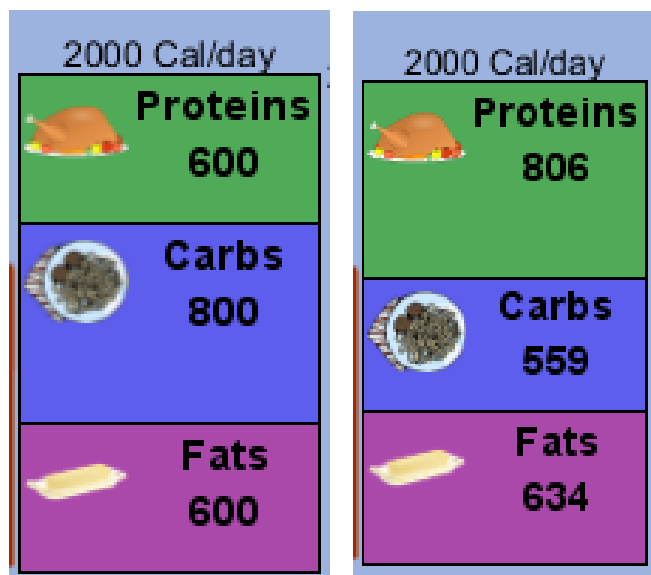 2000 Cal/day
Proteins
600
Carbs
800
Fats
600
2000 Cal/day
Proteins
806
Carbs
559
Fats
634